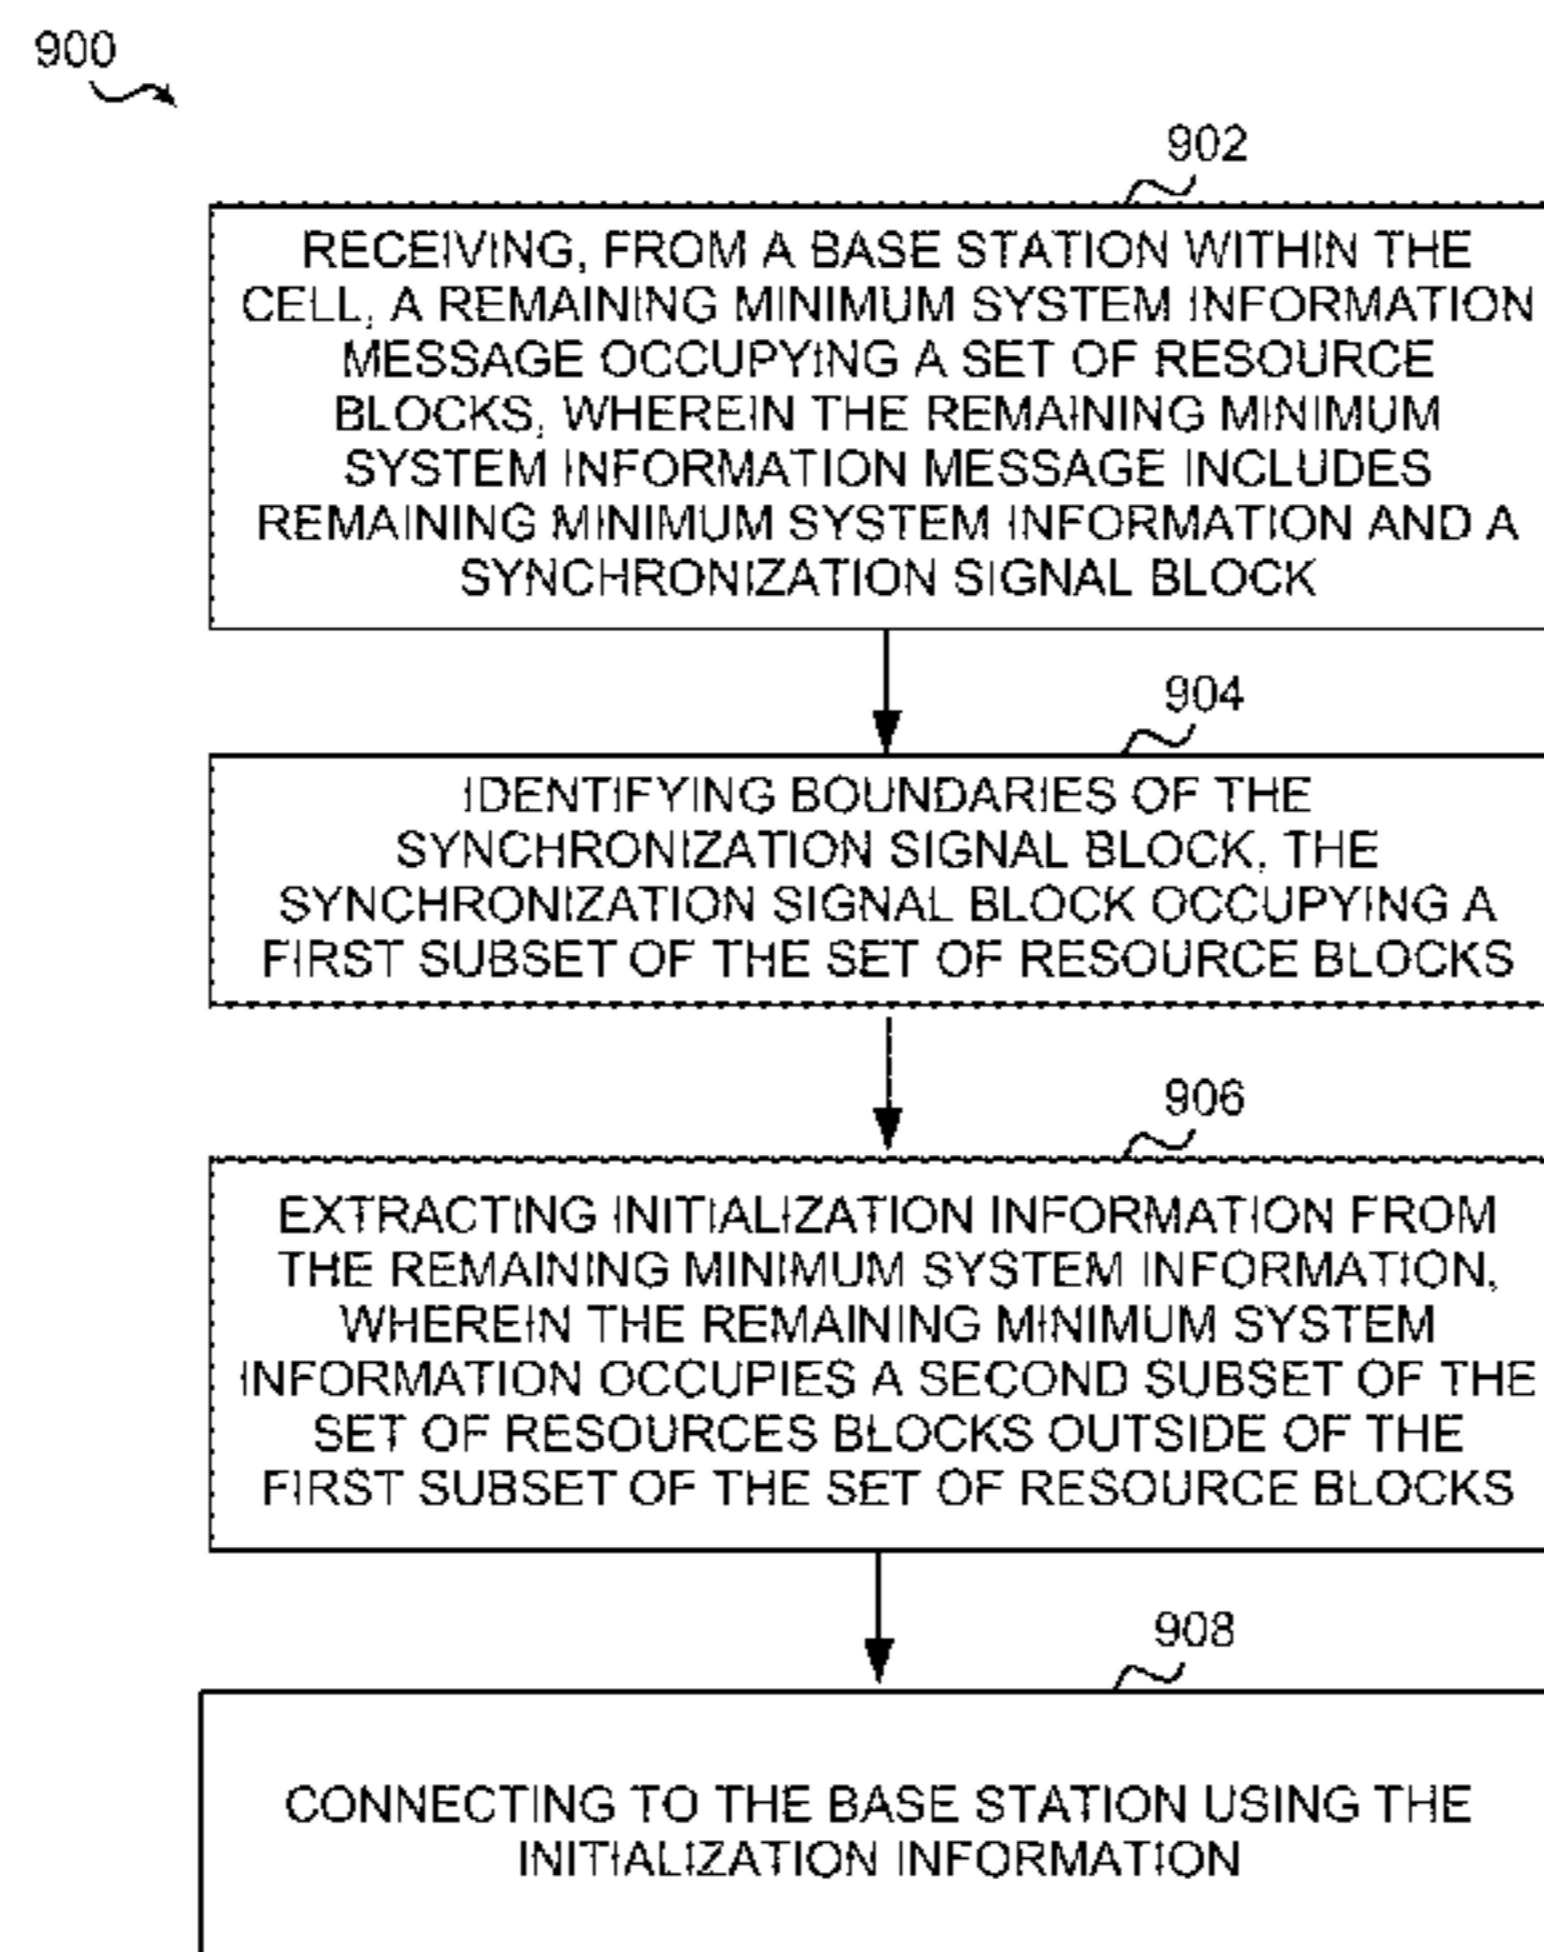 900
902
RECEIVING, FROM A BASE STATION WITHIN THE
CELL, A REMAINING MINIMUM SYSTEM INFORMATION
MESSAGE OCCUPYING A SET OF RESOURCE
BLOCKS, WHEREIN THE REMAINING MINIMUM
SYSTEM INFORMATION MESSAGE INCLUDES
REMAINING MINIMUM SYSTEM INFORMATION AND A
SYNCHRONIZATION SIGNAL BLOCK
904
IDENTIFYING BOUNDARIES OF THE
SYNCHRONIZATION SIGNAL BLOCK, THE
SYNCHRONIZATION SIGNAL BLOCK OCCUPYING A
FIRST SUBSET OF THE SET OF RESOURCE BLOCKS
906
EXTRACTING INITIALIZATION INFORMATION FROM
THE REMAINING MINIMUM SYSTEM INFORMATION,
WHEREIN THE REMAINING MINIMUM SYSTEM
INFORMATION OCCUPIES A SECOND SUBSET OF THE
SET OF RESOURCES BLOCKS OUTSIDE OF THE
FIRST SUBSET OF THE SET OF RESOURCE BLOCKS
908
CONNECTING TO THE BASE STATION USING THE
INITIALIZATION INFORMATION